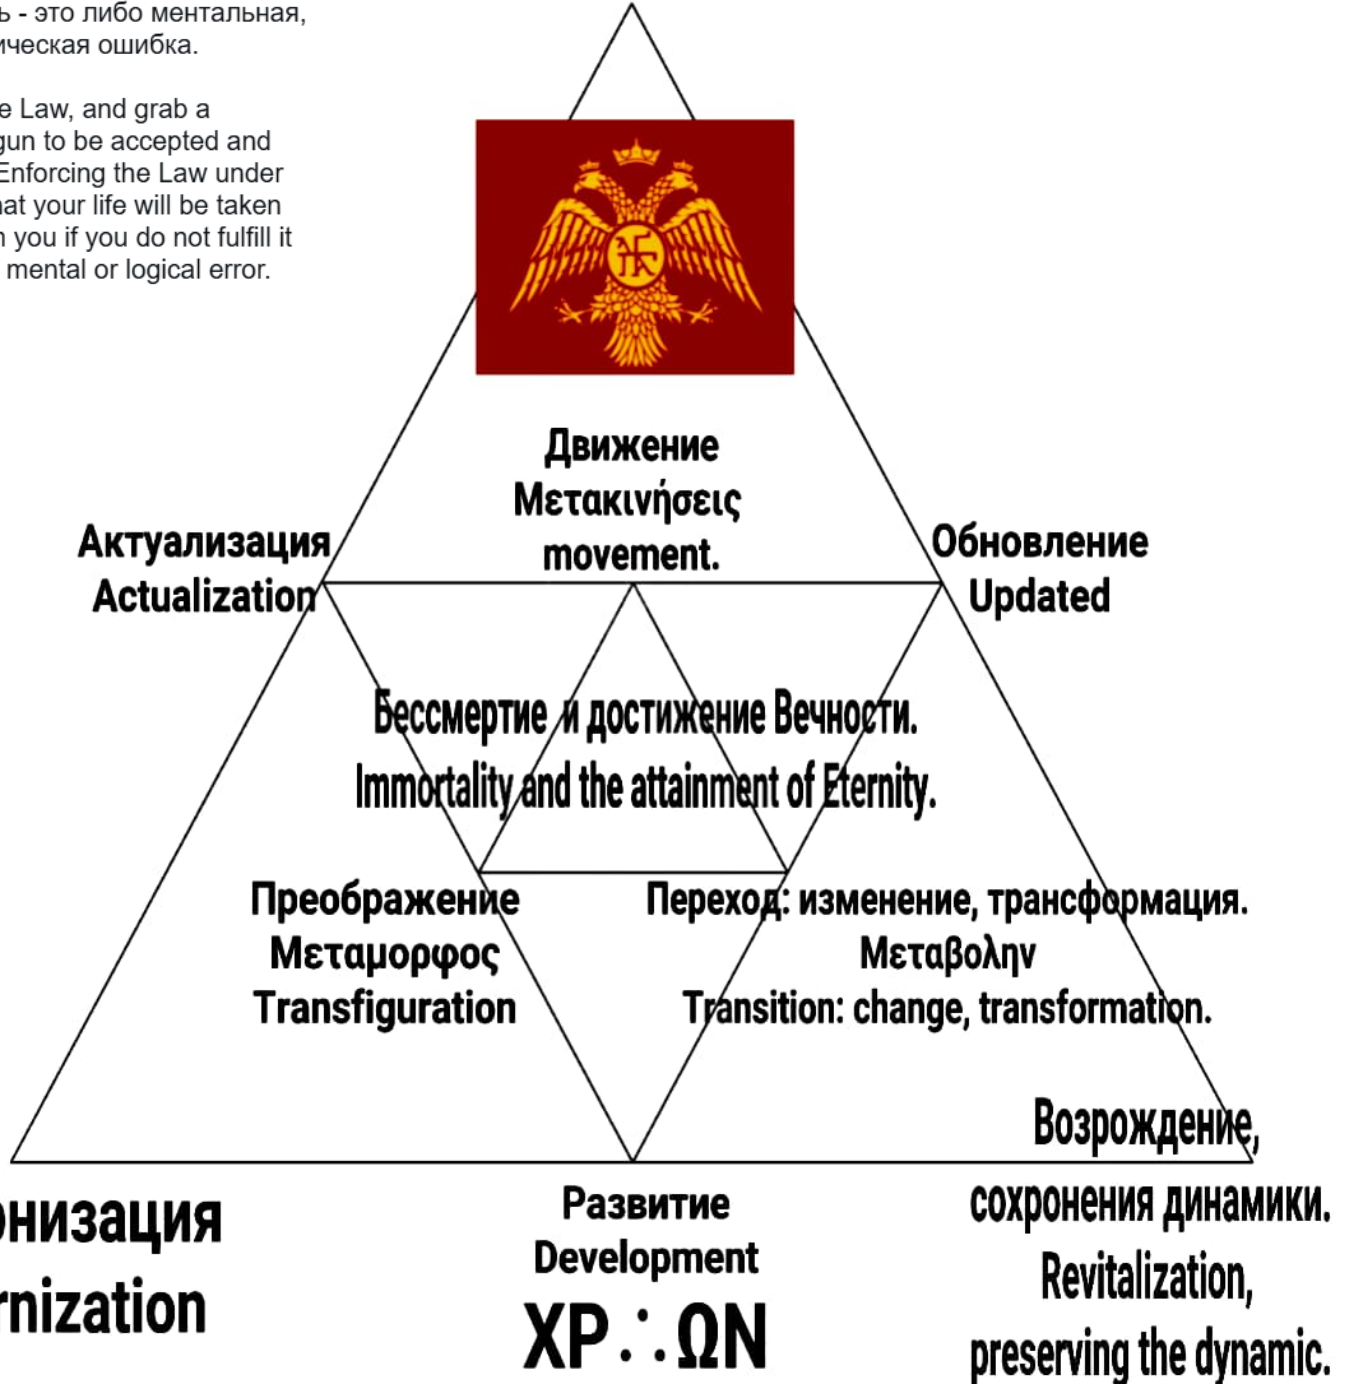 ь - это либо ментальная,
ическая ошибка.
e Law, and grab a
gun to be accepted and
Enforcing the Law under
hat your life will be taken
n you if you do not fulfill it
mental or logical error.
Движение
Μετακινήσεις
movement.
Актуализация
Actualization
Обновление
Updated
Бессмертие и достижение Вечности.
Immortality and the attainment of Eternity.
Преображение
Μεταμορφος
Transfiguration
Переход: изменение, трансформация.
Μεταβολην
Transition: change, transformation.
Возрождение,
сохронения динамики.
Revitalization,
preserving the dynamic.
онизация
rnization
Развитие
Development
ΧΡ∴ΩΝ